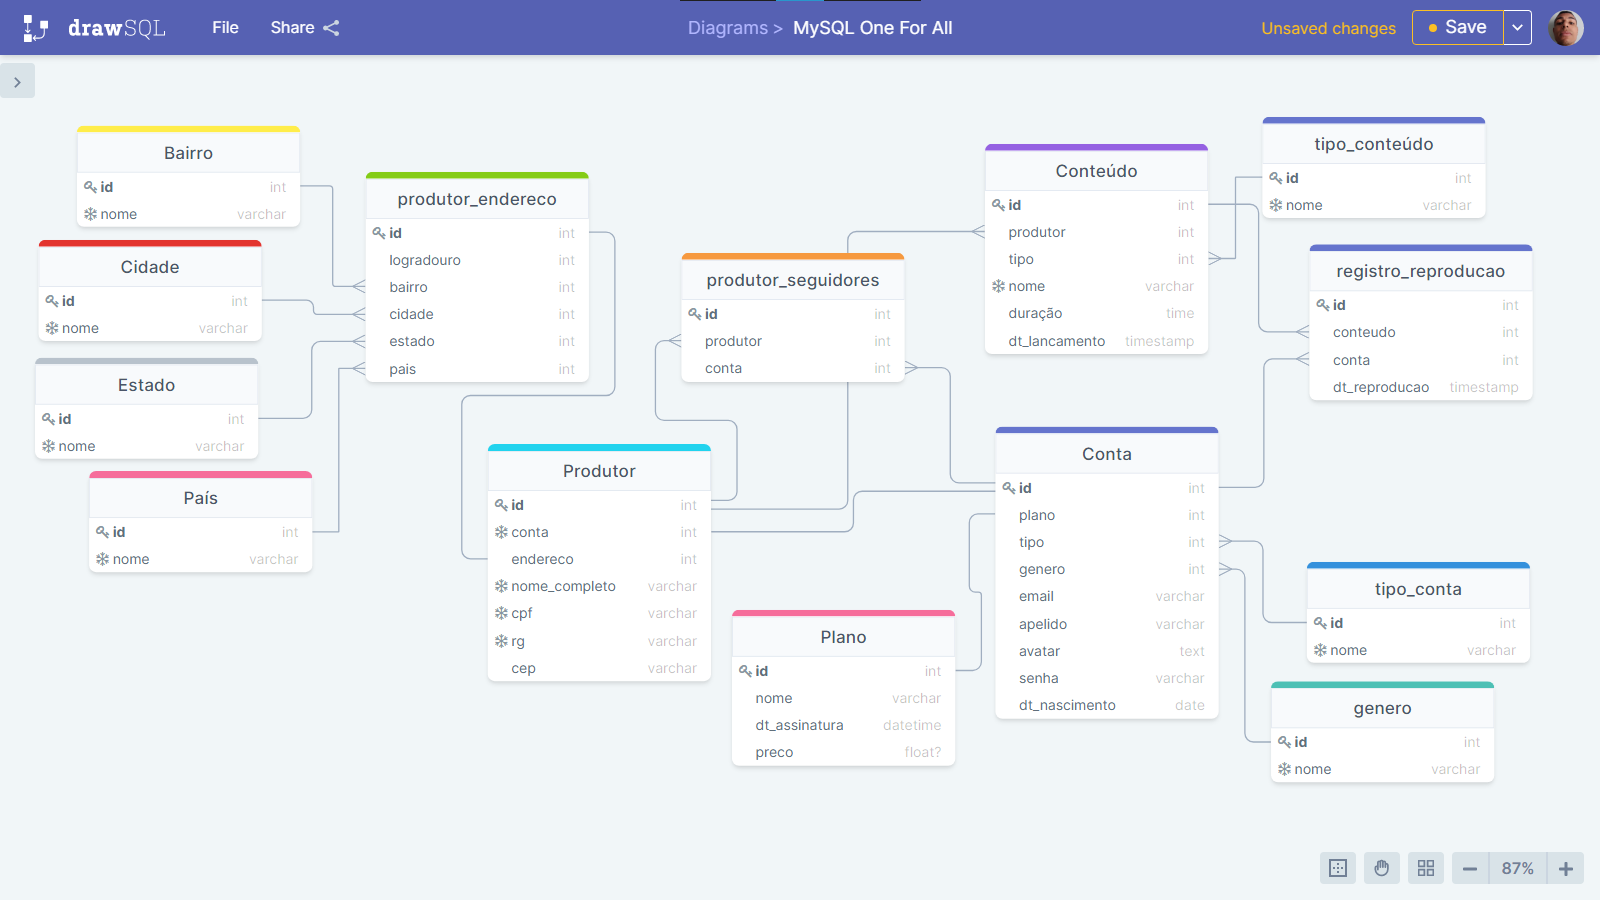 drawSQL File Share Diagrams > MySQL One For All Unsaved changes Save
Bairro
id int
nome varchar
Cidade
id int
nome varchar
Estado
id int
nome varchar
País
id int
nome varchar
produtor_endereco
id int
logradouro int
bairro int
cidade int
estado int
pais int
produtor_seguidores
id int
produtor int
conta int
Produtor
id int
conta int
endereco int
nome_completo varchar
cpf varchar
rg varchar
cep varchar
Plano
id int
nome varchar
dt_assinatura datetime
preco float?
Conteúdo
id int
produtor int
tipo int
nome varchar
duração time
dt_lancamento timestamp
Conta
id int
plano int
tipo int
genero int
email varchar
apelido varchar
avatar text
senha varchar
dt_nascimento date
tipo_conteúdo
id int
nome varchar
registro_reproducao
id int
conteudo int
conta int
dt_reproducao timestamp
tipo_conta
id int
nome varchar
genero
id int
nome varchar
87%